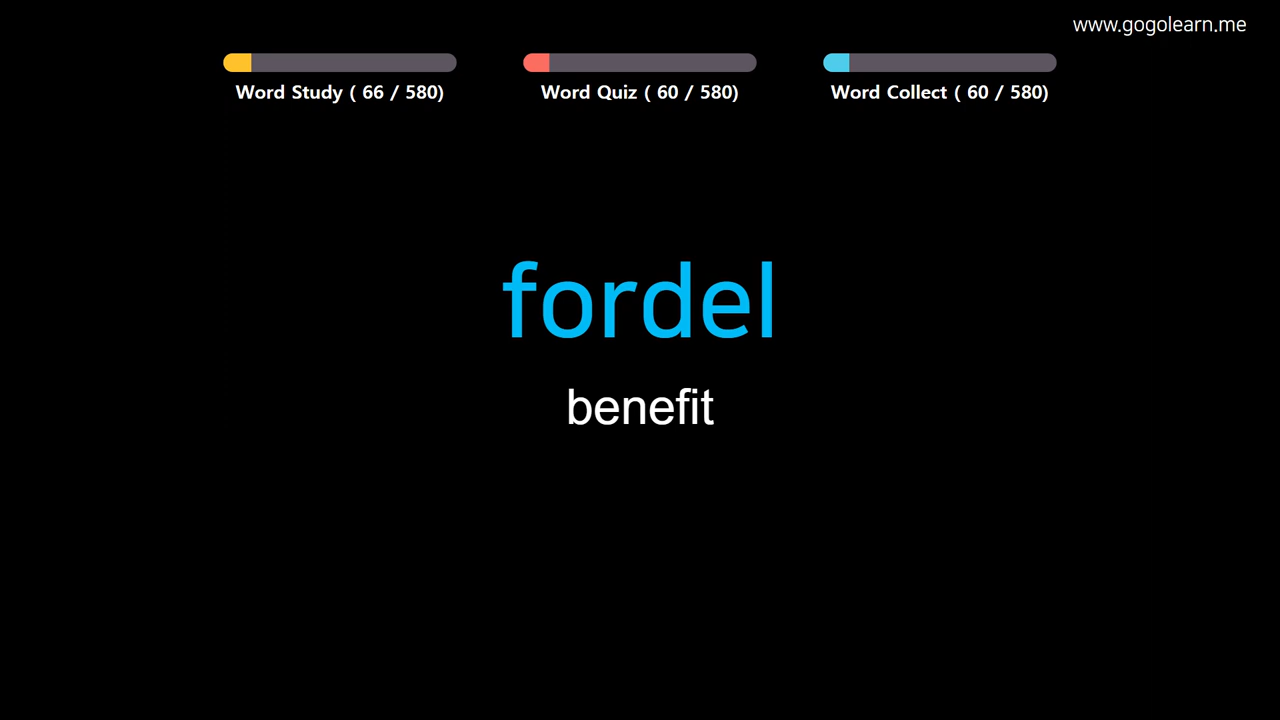 www.gogolearn.me
Word Study ( 66 / 580)
Word Quiz ( 60 / 580)
Word Collect ( 60 / 580)
fordel
benefit